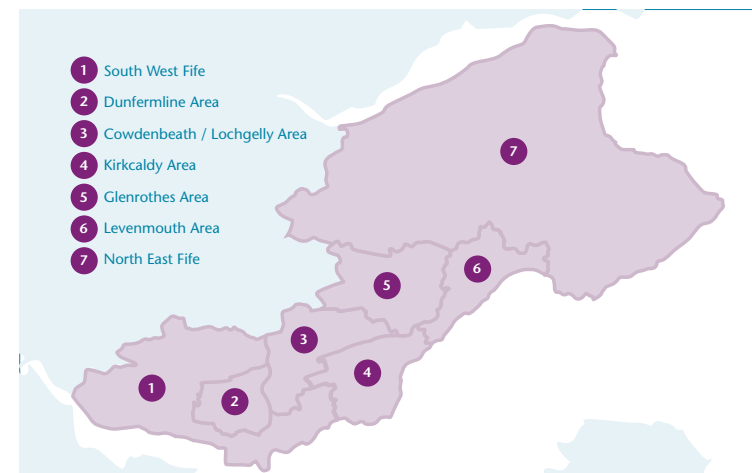 1 South West Fife
2 Dunfermline Area
3 Cowdenbeath / Lochgelly Area
4 Kirkcaldy Area
5 Glenrothes Area
6 Levenmouth Area
7 North East Fife
7
6
5
3
4
1
2